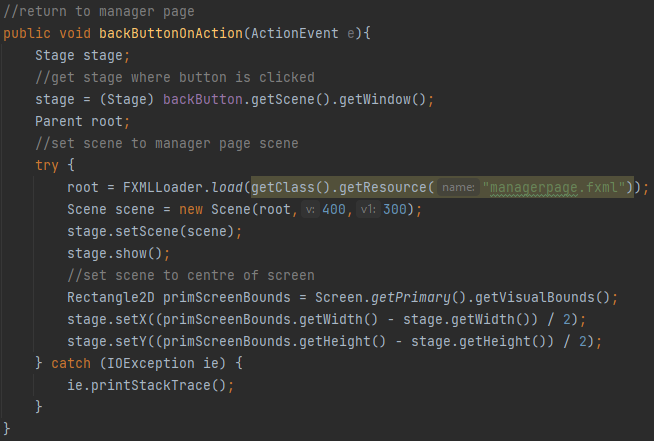 //return to manager page
public void backButtonOnAction(ActionEvent e){
Stage stage;
//get stage where button is clicked
stage = (Stage) backButton.getScene().getWindow();
Parent root;
//set scene to manager page scene
try {
root = FXMLLoader.load(getClass().getResource( name: "managerpage.fxml"));
Scene scene = new Scene(root, v: 400, v1: 300);
stage.setScene(scene);
stage.show();
//set scene to centre of screen
Rectangle2D primScreenBounds = Screen.getPrimary().getVisualBounds();
stage.setX((primScreenBounds.getWidth() - stage.getWidth()) / 2);
stage.setY((primScreenBounds.getHeight() - stage.getHeight()) / 2);
} catch (IOException ie) {
ie.printStackTrace();
}
}